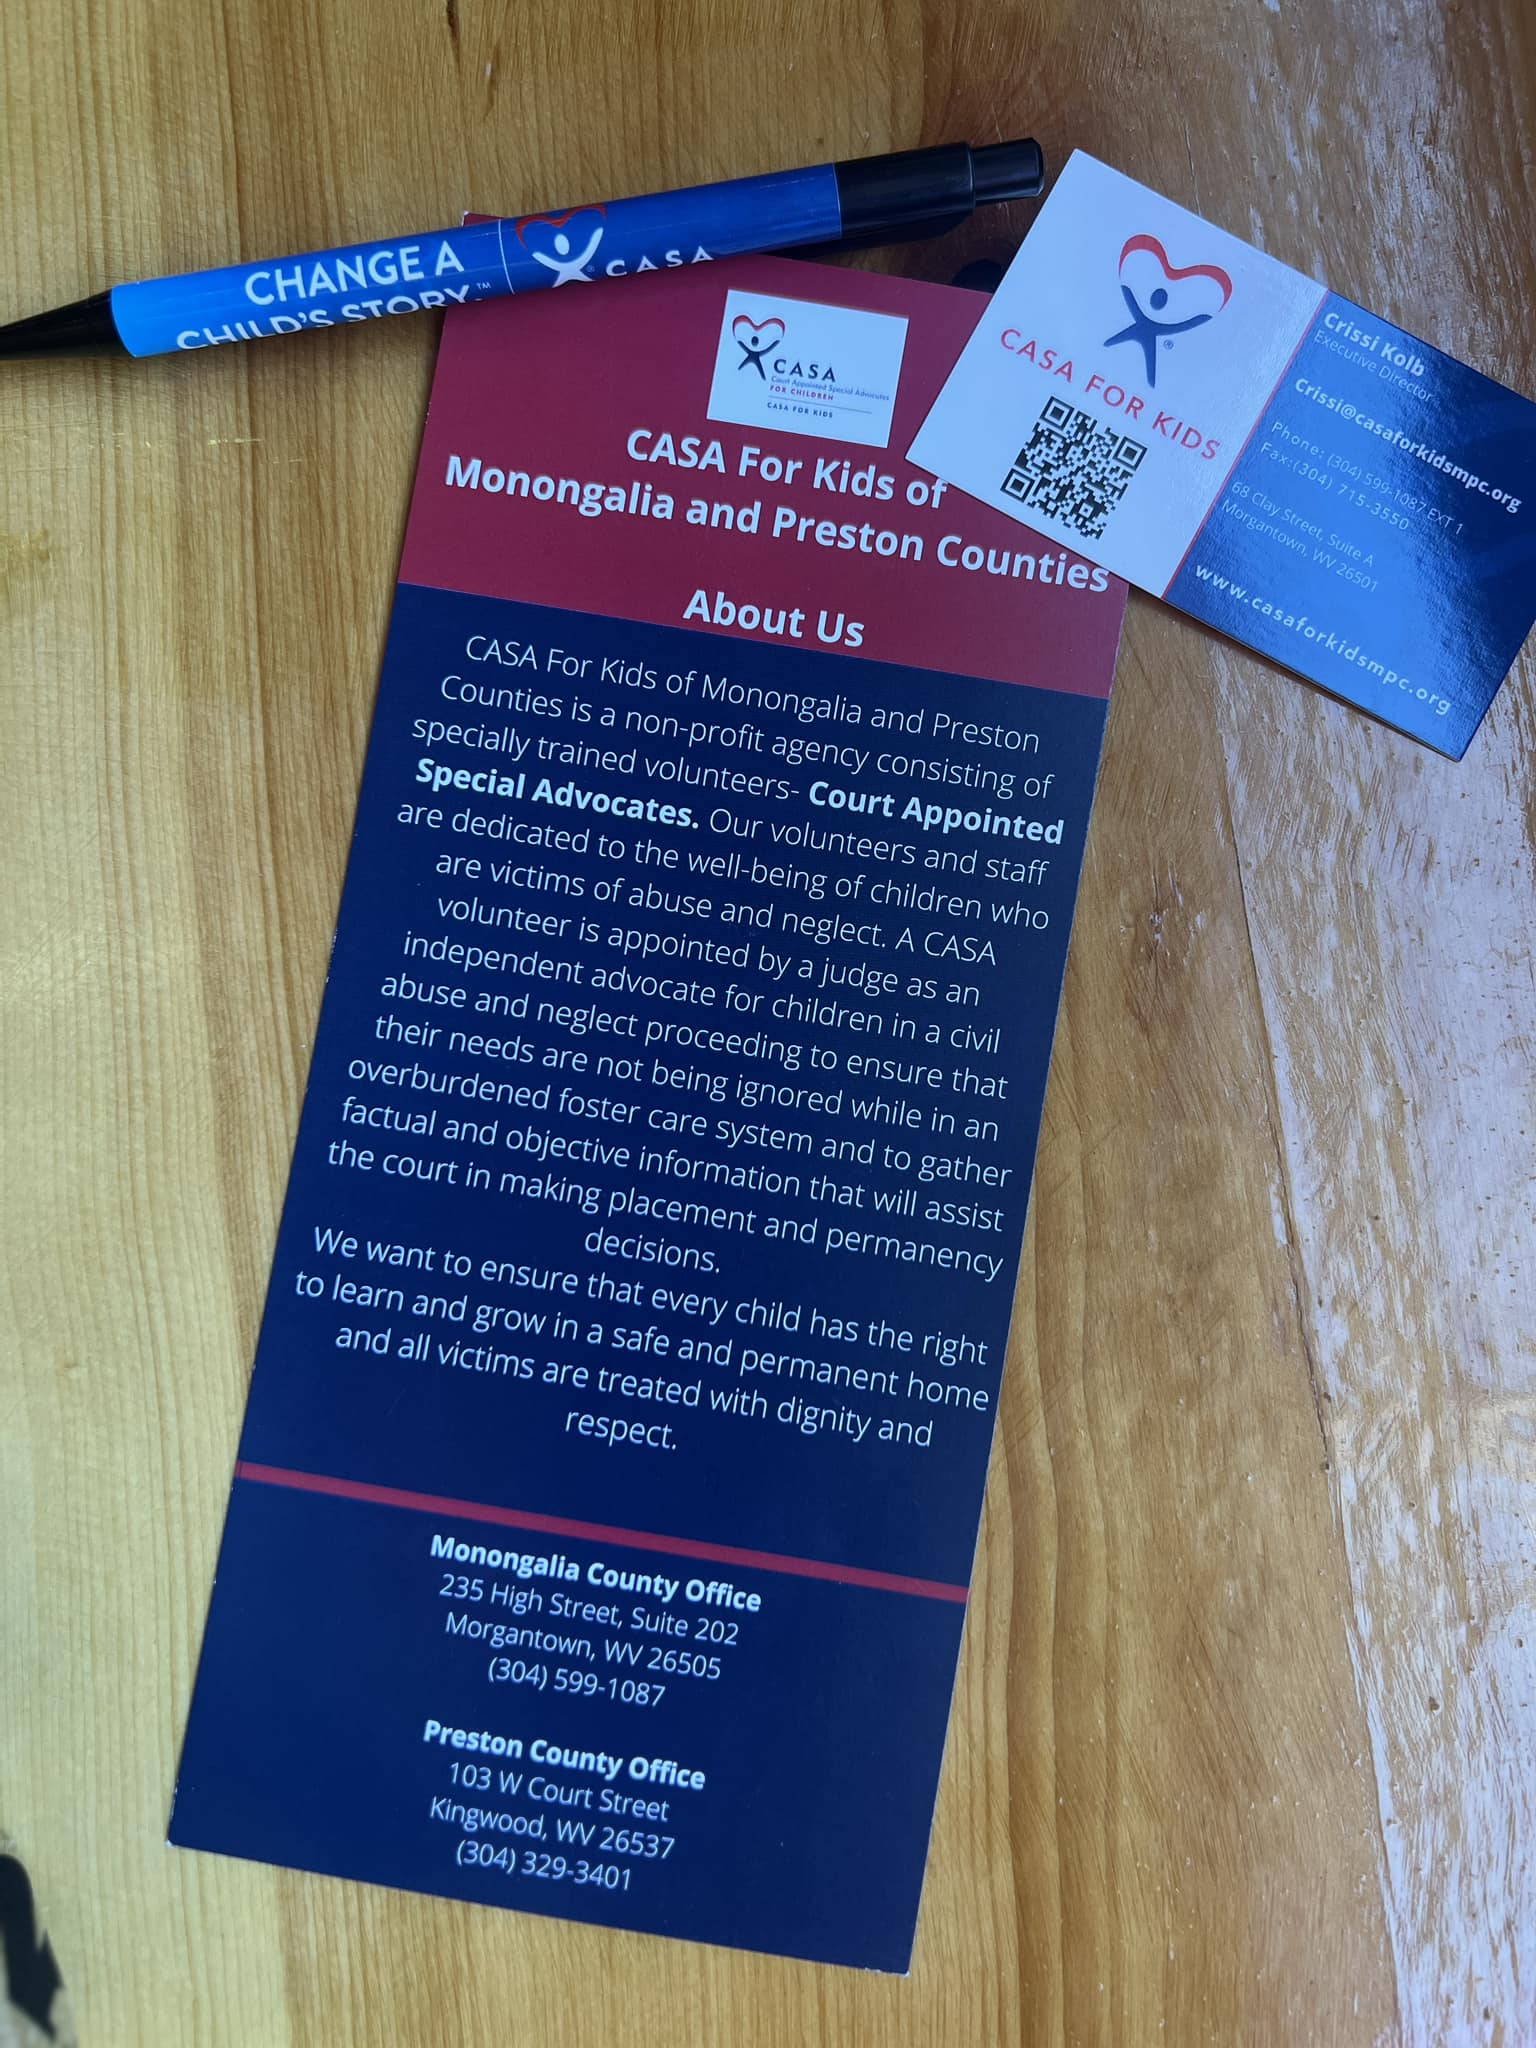 CHANGE A
CHILD'S STORY.™
CASA
CASA
Court Appointed Special Advocates
FOR CHILDREN
CASA FOR KIDS
CASA For Kids of
Monongalia and Preston Counties
About Us
CASA For Kids of Monongalia and Preston
Counties is a non-profit agency consisting of
specially trained volunteers- Court Appointed
Special Advocates. Our volunteers and staff
are dedicated to the well-being of children who
are victims of abuse and neglect. A CASA
volunteer is appointed by a judge as an
independent advocate for children in a civil
abuse and neglect proceeding to ensure that
their needs are not being ignored while in an
overburdened foster care system and to gather
factual and objective information that will assist
the court in making placement and permanency
decisions.
We want to ensure that every child has the right
to learn and grow in a safe and permanent home
and all victims are treated with dignity and
respect.
Monongalia County Office
235 High Street, Suite 202
Morgantown, WV 26505
(304) 599-1087
Preston County Office
103 W Court Street
Kingwood, WV 26537
(304) 329-3401
CASA FOR KIDS
Crissi Kolb
Executive Director
Crissi@casaforkidsmpc.org
Phone: (304) 599-1087 EXT 1
Fax:(304) 715-3550
68 Clay Street, Suite A
Morgantown, WV 26501
www.casaforkidsmpc.org